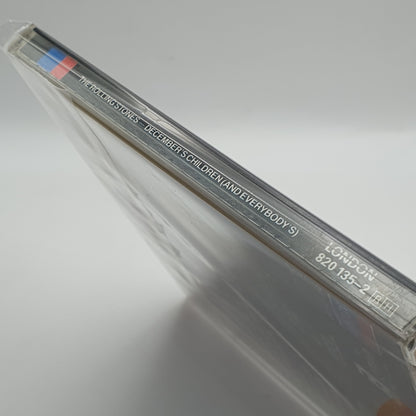 THE ROLLING STONES — DECEMBER'S CHILDREN (AND EVERYBODY'S)
LONDON
820 135-2